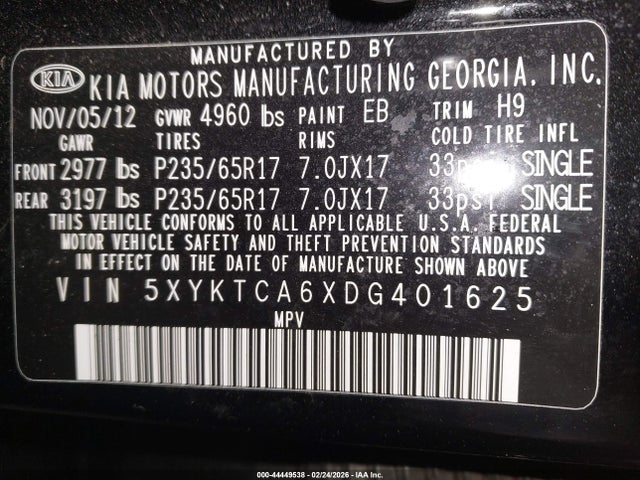 MANUFACTURED BY
KIA KIA MOTORS MANUFACTURING GEORGIA. INC.
NOV/05/12 GVWR 4960 lbs PAINT EB TRIM H9
GAWR TIRES RIMS COLD TIRE INFL
FRONT 2977 lbs P235/65R17 7.0JX17 33psi SINGLE
REAR 3197 lbs P235/65R17 7.0JX17 33psi SINGLE
THIS VEHICLE CONFORMS TO ALL APPLICABLE U.S.A. FEDERAL
MOTOR VEHICLE SAFETY AND THEFT PREVENTION STANDARDS
IN EFFECT ON THE DATE OF MANUFACTURE SHOWN ABOVE
VIN 5XYKTCA6XDG401625
MPV
000-44449538 - 02/24/2026 - IAA Inc.